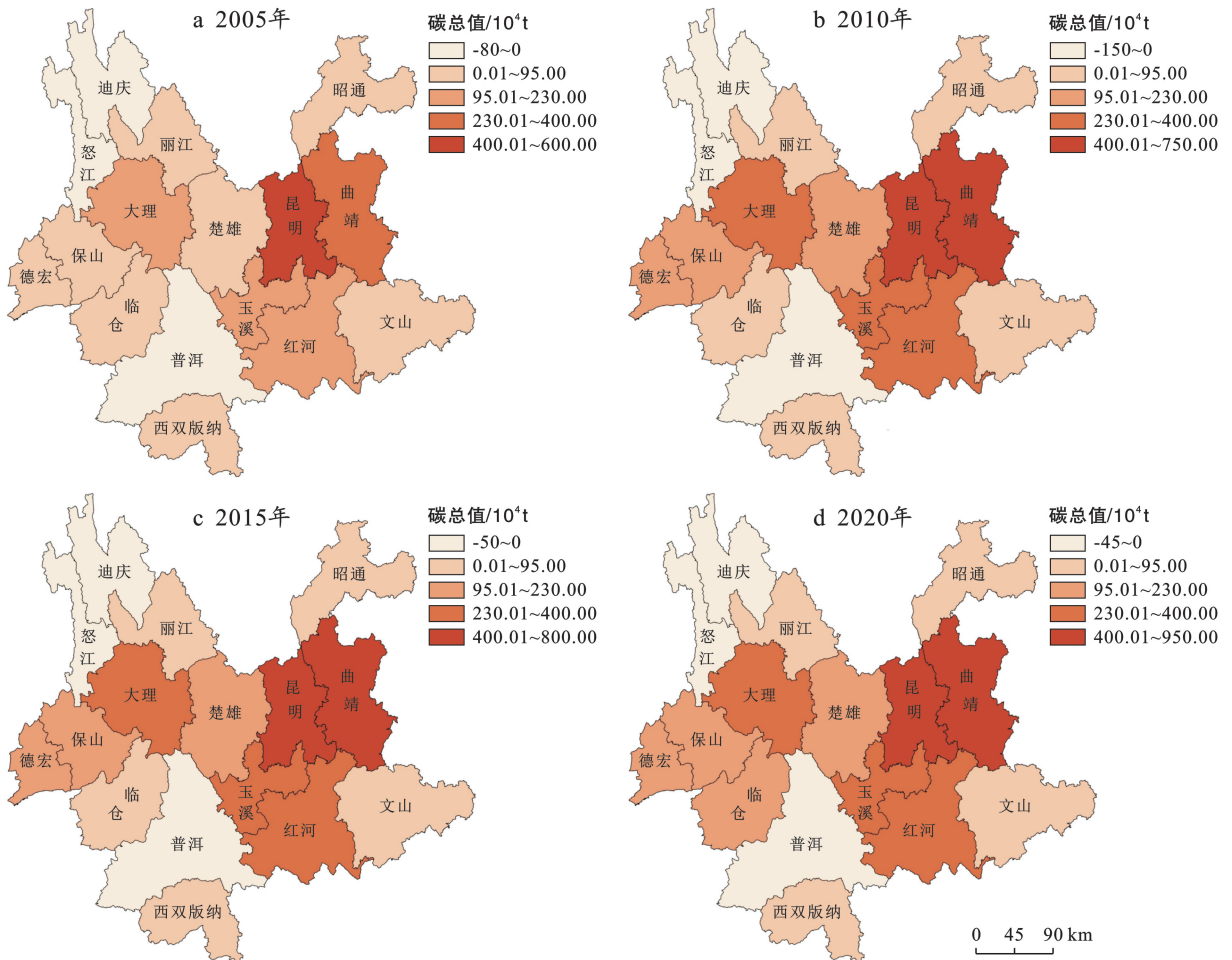 a 2005年
碳总值/10⁴t
-80~0
0.01~95.00
95.01~230.00
230.01~400.00
400.01~600.00
迪庆
昭通
丽江
怒江
大理
楚雄
昆明
曲靖
保山
德宏
临仓
玉溪
文山
红河
普洱
西双版纳
b 2010年
碳总值/10⁴t
-150~0
0.01~95.00
95.01~230.00
230.01~400.00
400.01~750.00
迪庆
昭通
丽江
怒江
大理
楚雄
昆明
曲靖
保山
德宏
临仓
玉溪
文山
红河
普洱
西双版纳
c 2015年
碳总值/10⁴t
-50~0
0.01~95.00
95.01~230.00
230.01~400.00
400.01~800.00
迪庆
昭通
丽江
怒江
大理
楚雄
昆明
曲靖
保山
德宏
临仓
玉溪
文山
红河
普洱
西双版纳
d 2020年
碳总值/10⁴t
-45~0
0.01~95.00
95.01~230.00
230.01~400.00
400.01~950.00
迪庆
昭通
丽江
怒江
大理
楚雄
昆明
曲靖
保山
德宏
临仓
玉溪
文山
红河
普洱
西双版纳
0 45 90 km